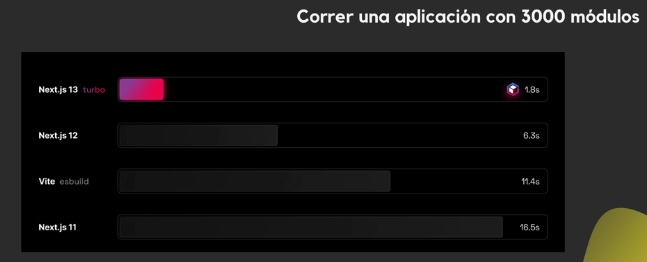 Correr una aplicación con 3000 módulos
Next.js 13 turbo 1.8s
Next.js 12 6.3s
Vite esbuild 11.4s
Next.js 11 16.5s